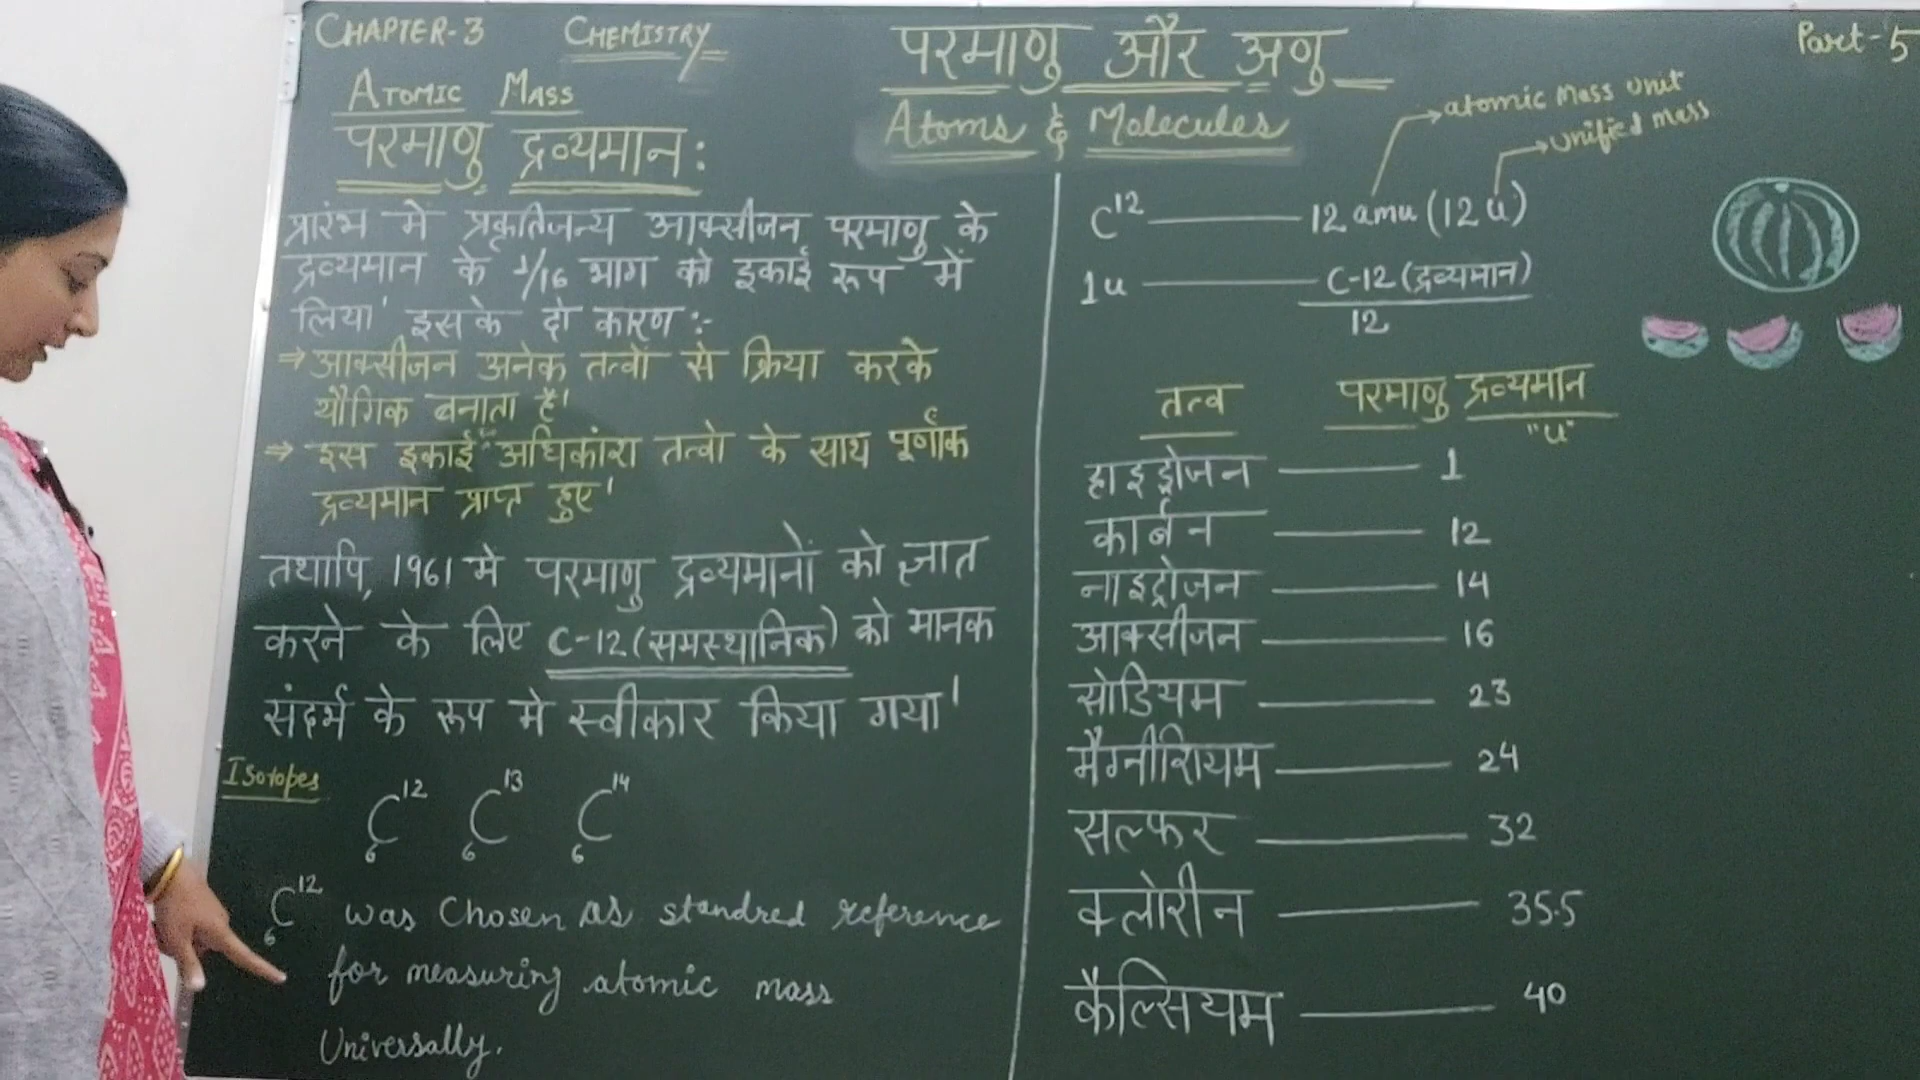 CHAPTER-3 CHEMISTRY
परमाणु और अणु
Part-5
Atoms & Molecules
ATOMIC MASS
परमाणु द्रव्यमान:
प्रारंभ में प्रकृतिजन्य आक्सीजन परमाणु के
द्रव्यमान के 1/16 भाग को इकाई रूप में
लिया। इसके दो कारण:-
⇒ आक्सीजन अनेक तत्वों से क्रिया करके
यौगिक बनाता है।
⇒ इस इकाई अधिकांश तत्वो के साथ पूर्णांक
द्रव्यमान प्राप्त हुए।
तथापि, 1961 मे परमाणु द्रव्यमानों को ज्ञात
करने के लिए C-12 (समस्थानिक) को मानक
संदर्भ के रूप मे स्वीकार किया गया।
Isotopes
₆C¹² ₆C¹³ ₆C¹⁴
₆C¹² was Chosen as standred reference
for measuring atomic mass
Universally.
atomic Mass Unit
Unified mass
C¹² 12 amu (12 u)
1u C-12 (द्रव्यमान)
12
तत्व परमाणु द्रव्यमान
"u"
हाइड्रोजन 1
कार्बन 12
नाइट्रोजन 14
आक्सीजन 16
सोडियम 23
मैग्नीशियम 24
सल्फर 32
क्लोरीन 35.5
कैल्सियम 40